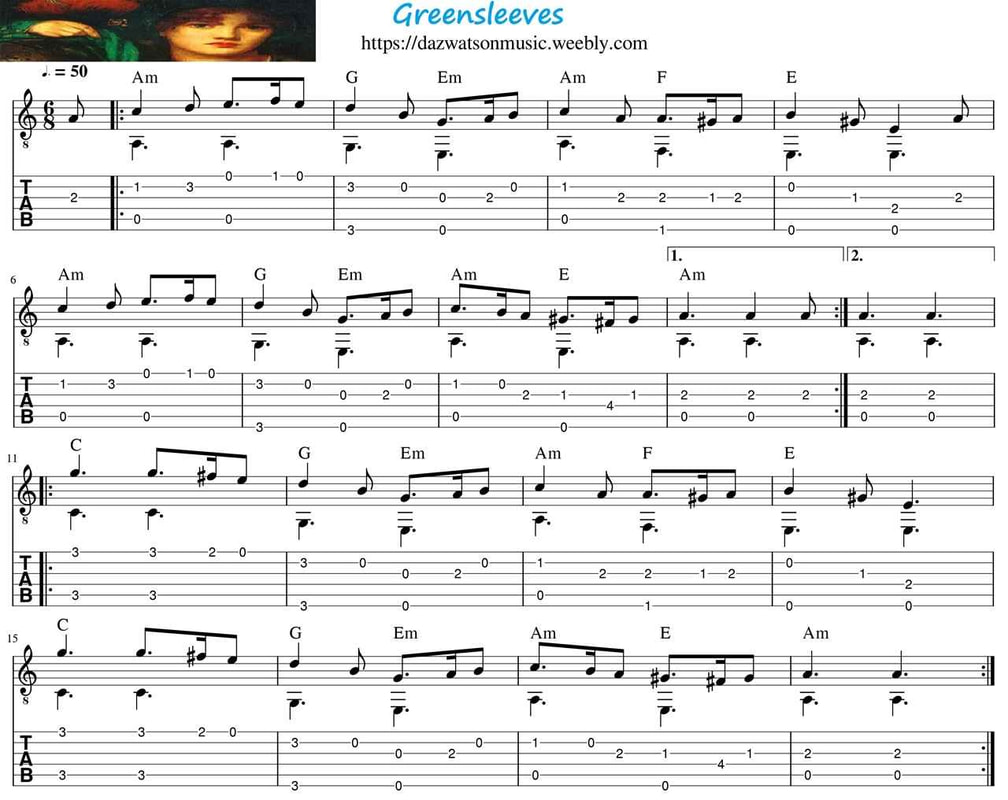 Greensleeves
https://dazwatsonmusic.weebly.com
♩. = 50
Am G Em Am F E
6 8
8
T A B
2 1 3 0 1 0 3 0 0 2 0 1 2 2 1 2 0 1 2 2
0 0 3 0 0 1 0 0
1. 2.
6 Am G Em Am E Am
8
T A B
1 3 0 1 0 3 0 0 2 0 1 0 2 1 4 1 2 2 2 2 2
0 0 3 0 0 0 0 0 0 0
11 C G Em Am F E
8
T A B
3 3 2 0 3 0 0 2 0 1 2 2 1 2 0 1 2
3 3 3 0 0 1 0 0
15 C G Em Am E Am
8
T A B
3 3 2 0 3 0 0 2 0 1 0 2 1 4 1 2 2
3 3 3 0 0 0 0 0